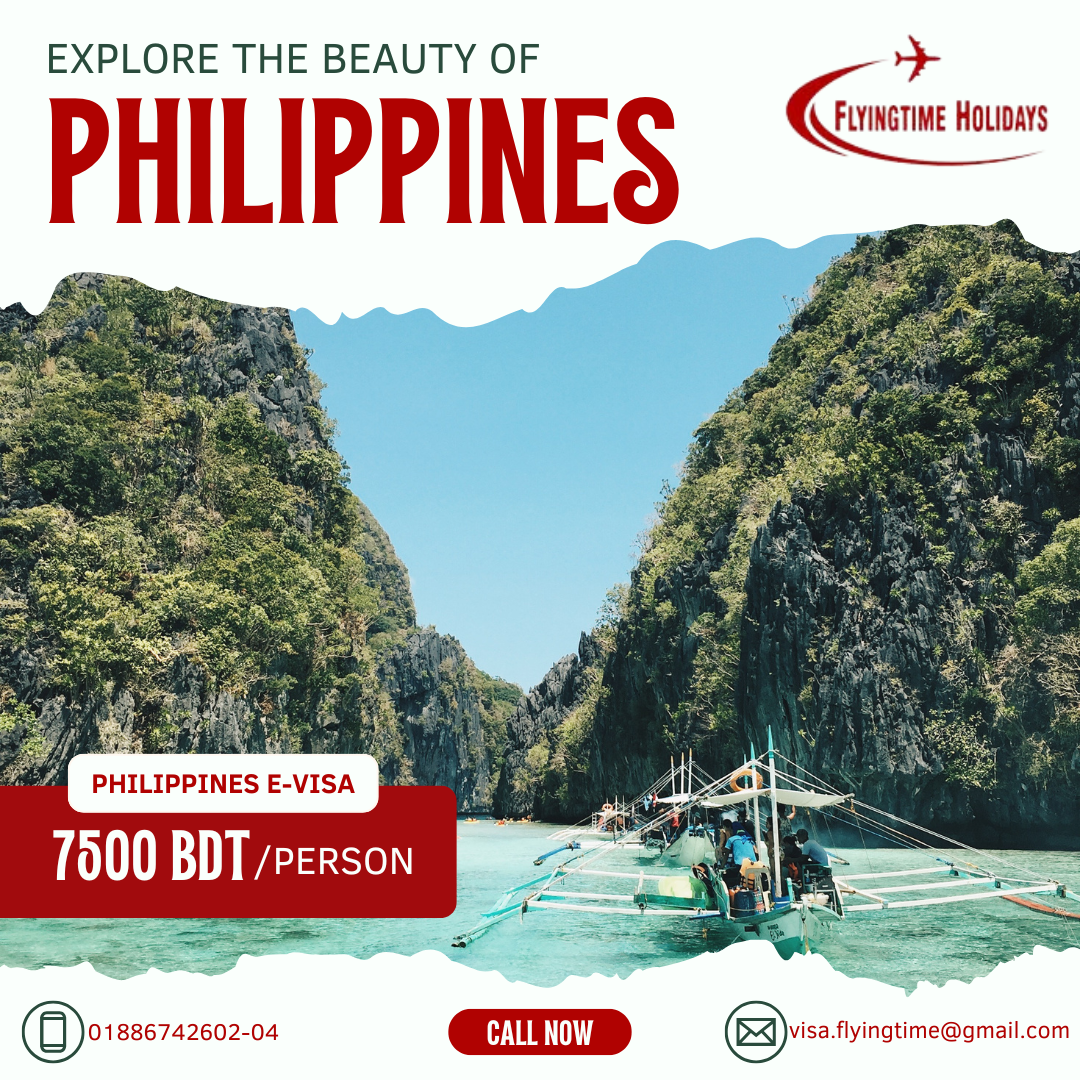 EXPLORE THE BEAUTY OF
PHILIPPINES
FLYINGTIME HOLIDAYS
PHILIPPINES E-VISA
7500 BDT /PERSON
01886742602-04
CALL NOW
visa.flyingtime@gmail.com